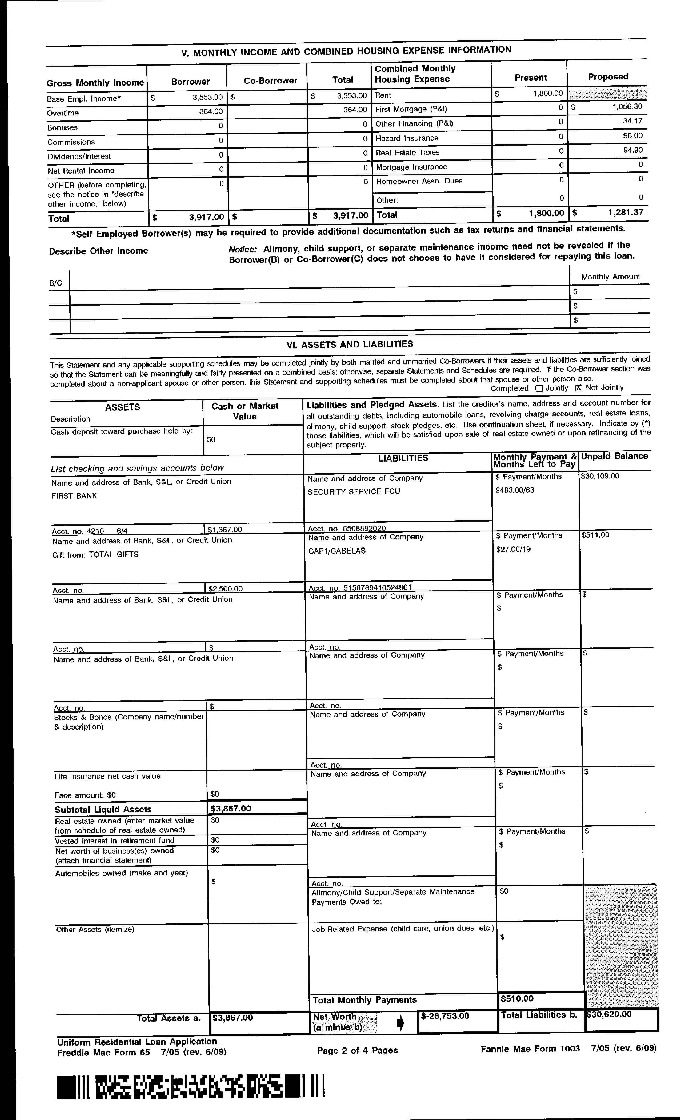 V. MONTHLY INCOME AND COMBINED HOUSING EXPENSE INFORMATION
Gross Monthly Income Borrower Co-Borrower Total Combined Monthly Housing Expense Present Proposed
Base Empl. Income* $ 3,553.00 $ $ 3,553.00 Rent $ 1,800.00
Overtime 364.00 364.00 First Mortgage (P&I) 0 $ 1,056.30
Bonuses 0 0 Other Financing (P&I) 0 34.17
Commissions 0 0 Hazard Insurance 0 96.00
Dividends/Interest 0 0 Real Estate Taxes 0 94.90
Net Rental Income 0 0 Mortgage Insurance 0 0
OTHER (before completing, see the notice in "describe other income," below) 0 0 Homeowner Assn. Dues 0 0
Other: 0 0
Total $ 3,917.00 $ $ 3,917.00 Total $ 1,800.00 $ 1,281.37
*Self Employed Borrower(s) may be required to provide additional documentation such as tax returns and financial statements.
Describe Other Income Notice: Alimony, child support, or separate maintenance income need not be revealed if the
Borrower(B) or Co-Borrower(C) does not choose to have it considered for repaying this loan.
B/C Monthly Amount
$
$
$
VI. ASSETS AND LIABILITIES
This Statement and any applicable supporting schedules may be completed jointly by both married and unmarried Co-Borrowers if their assets and liabilities are sufficiently joined
so that the Statement can be meaningfully and fairly presented on a combined basis; otherwise, separate Statements and Schedules are required. If the Co-Borrower section was
completed about a non-applicant spouse or other person, this Statement and supporting schedules must be completed about that spouse or other person also.
Completed Jointly Not Jointly
ASSETS Cash or Market Value
Description
Cash deposit toward purchase held by: $0
Liabilities and Pledged Assets. List the creditor's name, address and account number for
all outstanding debts, including automobile loans, revolving charge accounts, real estate loans,
alimony, child support, stock pledges, etc. Use continuation sheet, if necessary. Indicate by (*)
those liabilities, which will be satisfied upon sale of real estate owned or upon refinancing of the
subject property.
LIABILITIES Monthly Payment & Months Left to Pay Unpaid Balance
List checking and savings accounts below
Name and address of Bank, S&L, or Credit Union Name and address of Company $ Payment/Months $30,109.00
FIRST BANK SECURITY SERVICE FCU $483.00/63
Acct. no. $1,367.00 Acct. no.
Name and address of Bank, S&L, or Credit Union Name and address of Company $ Payment/Months $511.00
Gift from: TOTAL GIFTS CAP1/CABELAS $27.00/19
Acct. no. $2,500.00 Acct. no.
Name and address of Bank, S&L, or Credit Union Name and address of Company $ Payment/Months $
$
Acct. no. $ Acct. no.
Name and address of Bank, S&L, or Credit Union Name and address of Company $ Payment/Months $
$
Acct. no. $ Acct. no.
Stocks & Bonds (Company name/number & description) Name and address of Company $ Payment/Months $
$
Acct. no.
Life insurance net cash value Name and address of Company $ Payment/Months $
$
Face amount: $0 $0
Subtotal Liquid Assets $3,867.00
Real estate owned (enter market value from schedule of real estate owned) $0 Acct. no.
Name and address of Company $ Payment/Months $
$
Vested interest in retirement fund $0
Net worth of business(es) owned (attach financial statement) $0
Automobiles owned (make and year) $
Acct. no.
Alimony/Child Support/Separate Maintenance Payments Owed to: $0
Other Assets (itemize) Job Related Expense (child care, union dues, etc.) $
Total Monthly Payments $510.00
Total Assets a. $3,867.00 Net Worth (a minus b) $-26,753.00 Total Liabilities b. $30,620.00
Uniform Residential Loan Application
Freddie Mac Form 65 7/05 (rev. 6/09) Page 2 of 4 Pages Fannie Mae Form 1003 7/05 (rev. 6/09)